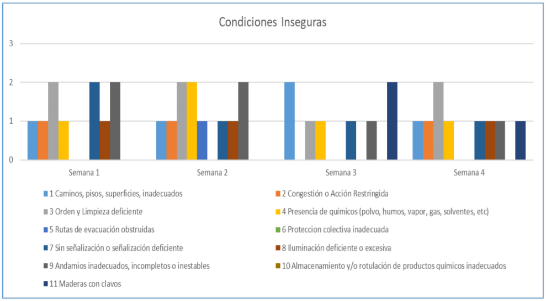 Condiciones Inseguras
3
2
1
0
Semana 1 Semana 2 Semana 3 Semana 4
1 Caminos, pisos, superficies, inadecuados 2 Congestión o Acción Restringida
3 Orden y Limpieza deficiente 4 Presencia de químicos (polvo, humos, vapor, gas, solventes, etc)
5 Rutas de evacuación obstruidas 6 Proteccion colectiva inadecuada
7 Sin señalización o señalización deficiente 8 Iluminación deficiente o excesiva
9 Andamios inadecuados, incompletos o inestables 10 Almacenamiento y/o rotulación de productos químicos inadecuados
11 Maderas con clavos